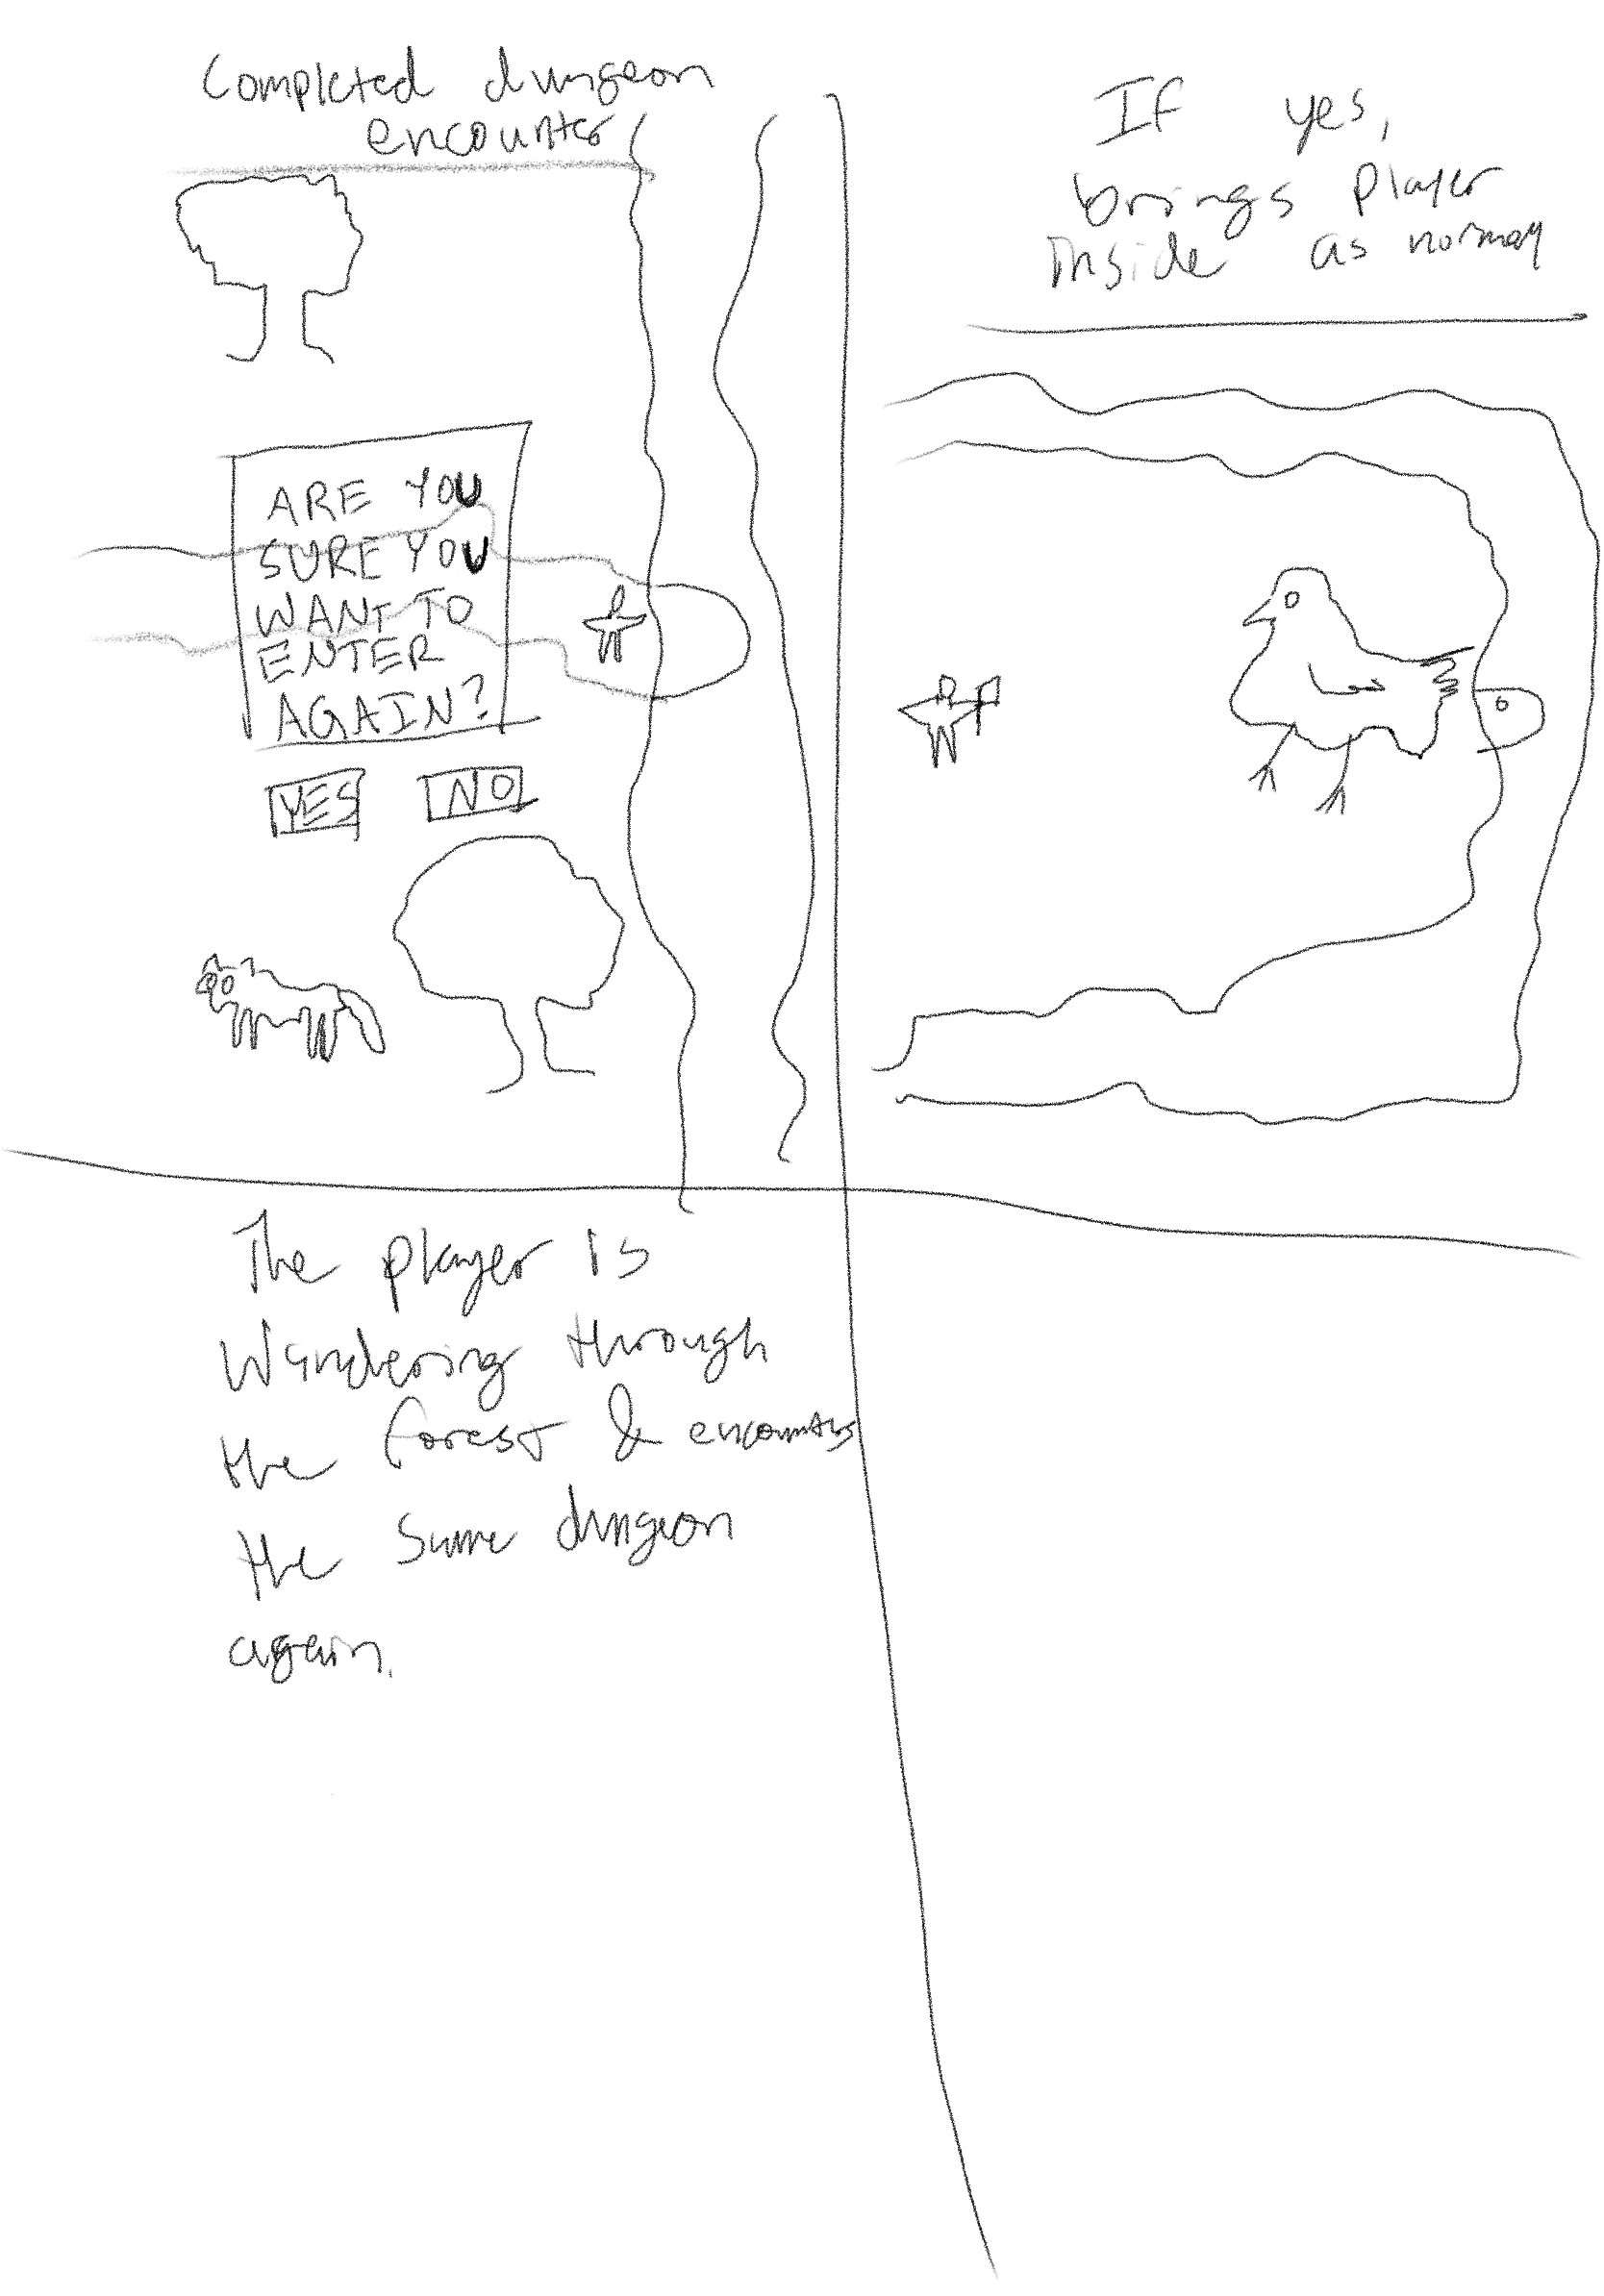 Completed dungeon
encounter
ARE YOU
SURE YOU
WANT TO
ENTER
AGAIN?
YES NO
If yes,
brings player
inside as normal
The player is
wandering through
the forest & encounters
the same dungeon
again.